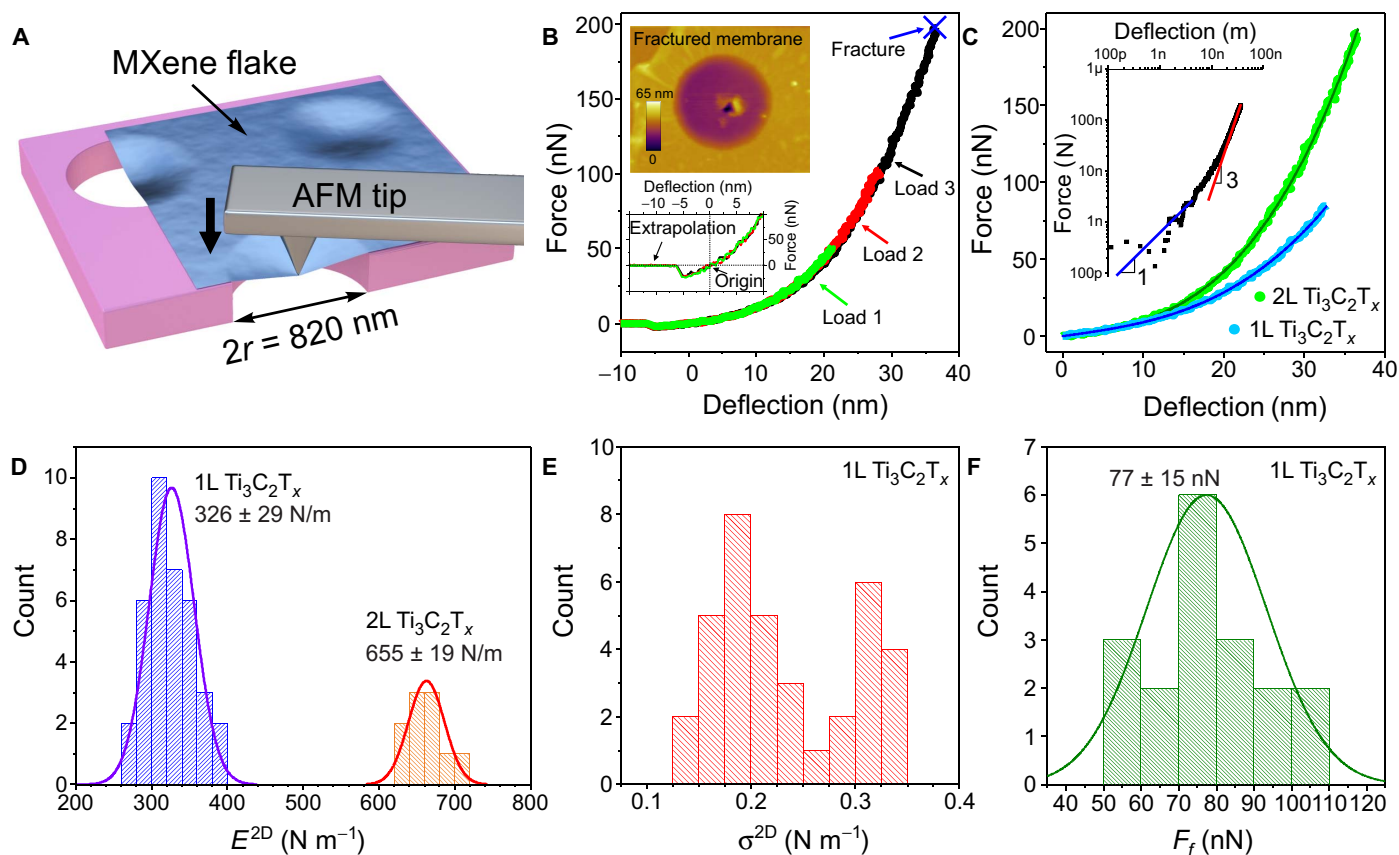 A
MXene flake
AFM tip
2r = 820 nm
B
Force (nN)
200
150
100
50
0
−10
0
10
20
30
40
Deflection (nm)
Fractured membrane
65 nm
0
Fracture
Load 3
Load 2
Load 1
Deflection (nm)
−10
−5
0
5
Extrapolation
Origin
50
0
Force (nN)
C
Force (nN)
200
150
100
50
0
0
10
20
30
40
Deflection (nm)
Deflection (m)
100p
1n
10n
100n
1µ
100n
10n
1n
100p
Force (N)
3
1
2L Ti₃C₂Tₓ
1L Ti₃C₂Tₓ
D
Count
10
8
6
4
2
0
200
300
400
500
600
700
800
E²ᴰ (N m⁻¹)
1L Ti₃C₂Tₓ
326 ± 29 N/m
2L Ti₃C₂Tₓ
655 ± 19 N/m
E
1L Ti₃C₂Tₓ
Count
10
8
6
4
2
0
0.1
0.2
0.3
0.4
σ²ᴰ (N m⁻¹)
F
77 ± 15 nN
1L Ti₃C₂Tₓ
Count
7
6
5
4
3
2
1
0
40
50
60
70
80
90
100
110
120
F_f (nN)